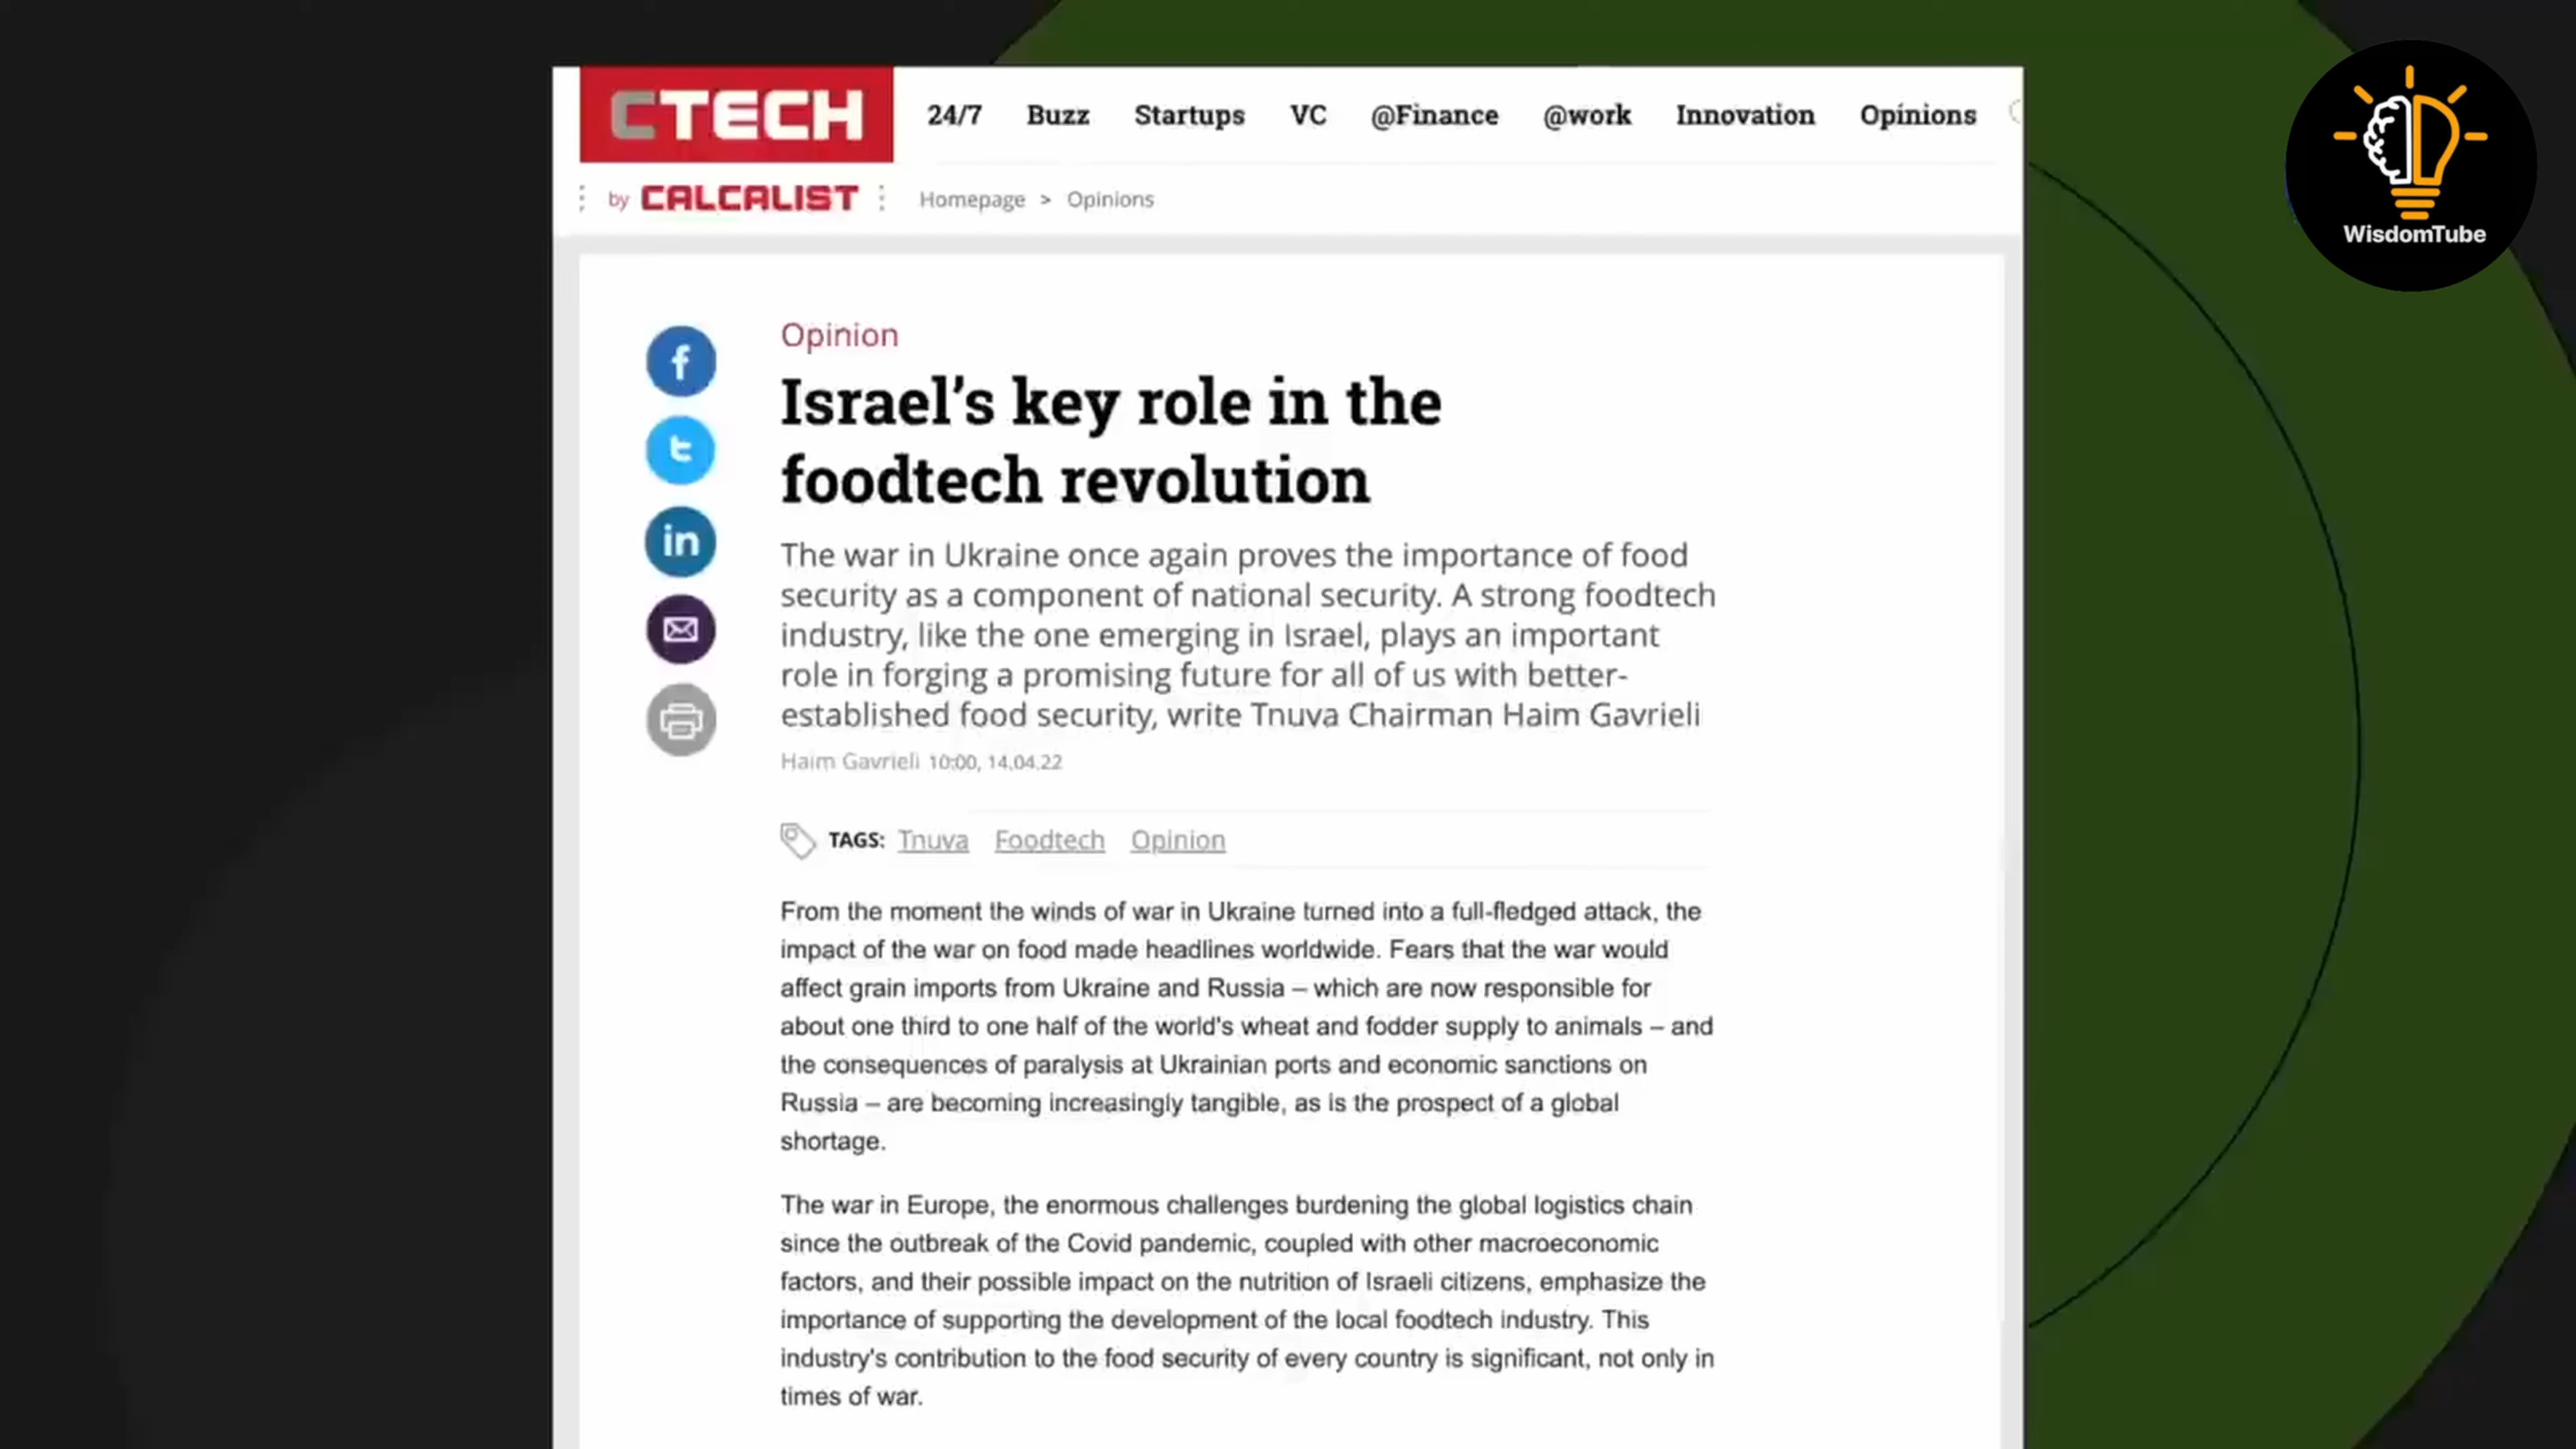 CTECH
24/7 Buzz Startups VC @Finance @work Innovation Opinions
by CALCALIST
Homepage > Opinions
WisdomTube
Opinion
Israel’s key role in the
foodtech revolution
The war in Ukraine once again proves the importance of food
security as a component of national security. A strong foodtech
industry, like the one emerging in Israel, plays an important
role in forging a promising future for all of us with better-
established food security, write Tnuva Chairman Haim Gavrieli
Haim Gavrieli 10:00, 14.04.22
TAGS: Tnuva Foodtech Opinion
From the moment the winds of war in Ukraine turned into a full-fledged attack, the
impact of the war on food made headlines worldwide. Fears that the war would
affect grain imports from Ukraine and Russia – which are now responsible for
about one third to one half of the world's wheat and fodder supply to animals – and
the consequences of paralysis at Ukrainian ports and economic sanctions on
Russia – are becoming increasingly tangible, as is the prospect of a global
shortage.
The war in Europe, the enormous challenges burdening the global logistics chain
since the outbreak of the Covid pandemic, coupled with other macroeconomic
factors, and their possible impact on the nutrition of Israeli citizens, emphasize the
importance of supporting the development of the local foodtech industry. This
industry's contribution to the food security of every country is significant, not only in
times of war.